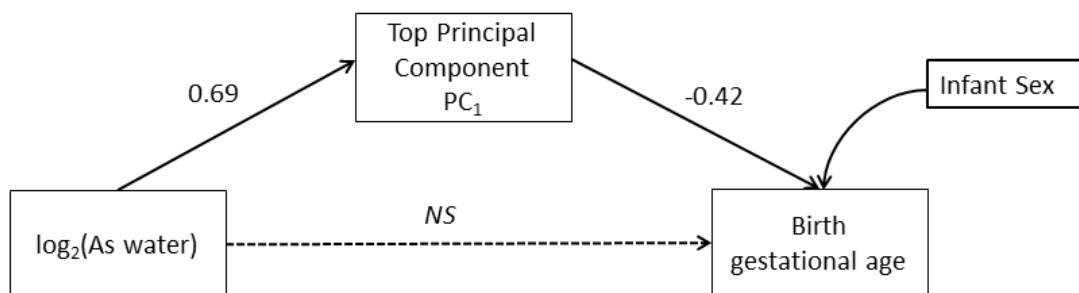 Top Principal
Component
PC₁
Infant Sex
0.69
-0.42
log₂(As water)
NS
Birth
gestational age